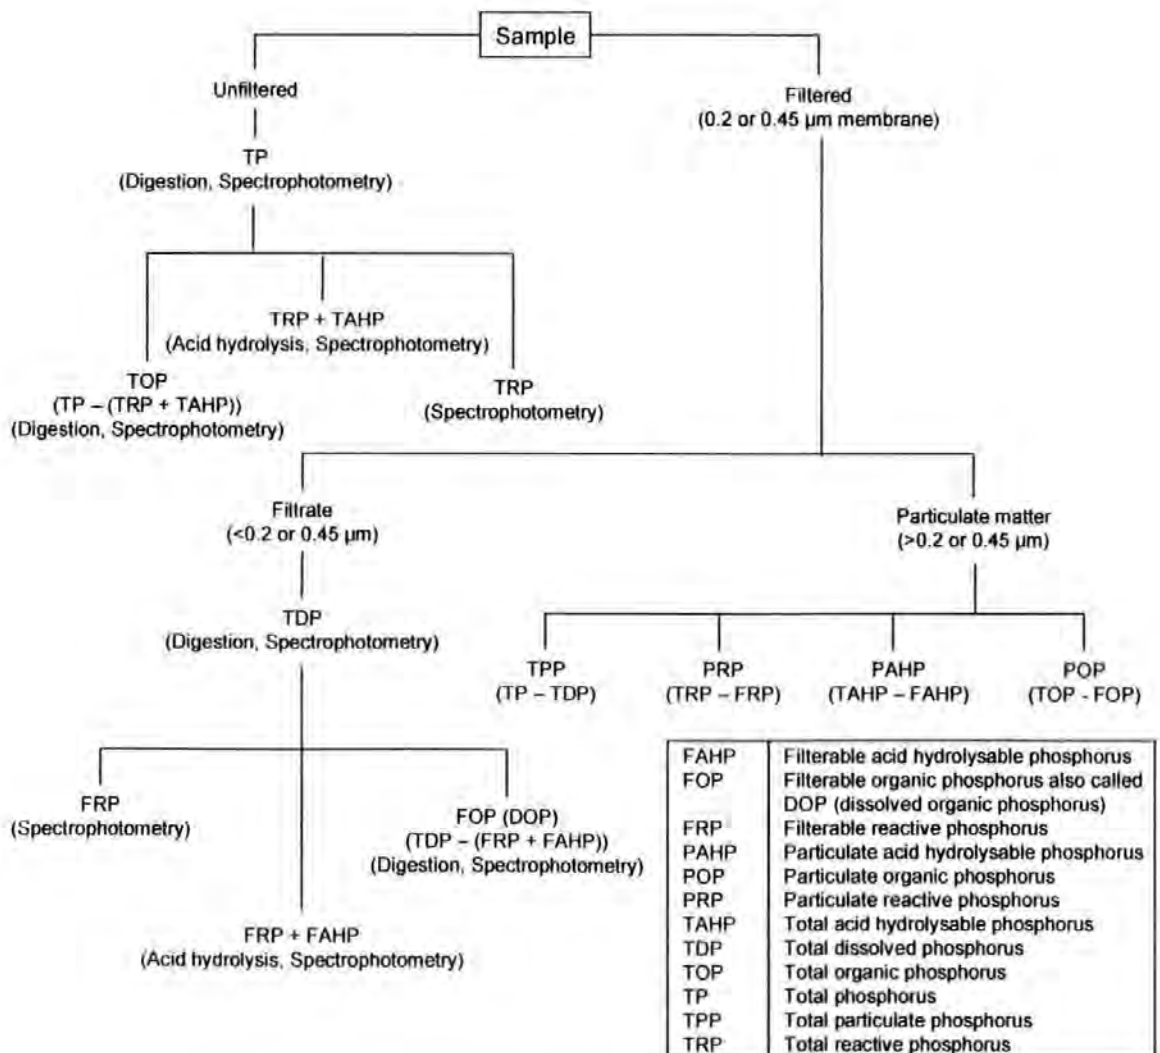 Sample
Unfiltered
Filtered
(0.2 or 0.45 µm membrane)
TP
(Digestion, Spectrophotometry)
TRP + TAHP
(Acid hydrolysis, Spectrophotometry)
TOP
(TP – (TRP + TAHP))
(Digestion, Spectrophotometry)
TRP
(Spectrophotometry)
Filtrate
(<0.2 or 0.45 µm)
Particulate matter
(>0.2 or 0.45 µm)
TDP
(Digestion, Spectrophotometry)
TPP
(TP – TDP)
PRP
(TRP – FRP)
PAHP
(TAHP – FAHP)
POP
(TOP - FOP)
FRP
(Spectrophotometry)
FOP (DOP)
(TDP – (FRP + FAHP))
(Digestion, Spectrophotometry)
FRP + FAHP
(Acid hydrolysis, Spectrophotometry)
FAHP Filterable acid hydrolysable phosphorus
FOP Filterable organic phosphorus also called
DOP (dissolved organic phosphorus)
FRP Filterable reactive phosphorus
PAHP Particulate acid hydrolysable phosphorus
POP Particulate organic phosphorus
PRP Particulate reactive phosphorus
TAHP Total acid hydrolysable phosphorus
TDP Total dissolved phosphorus
TOP Total organic phosphorus
TP Total phosphorus
TPP Total particulate phosphorus
TRP Total reactive phosphorus